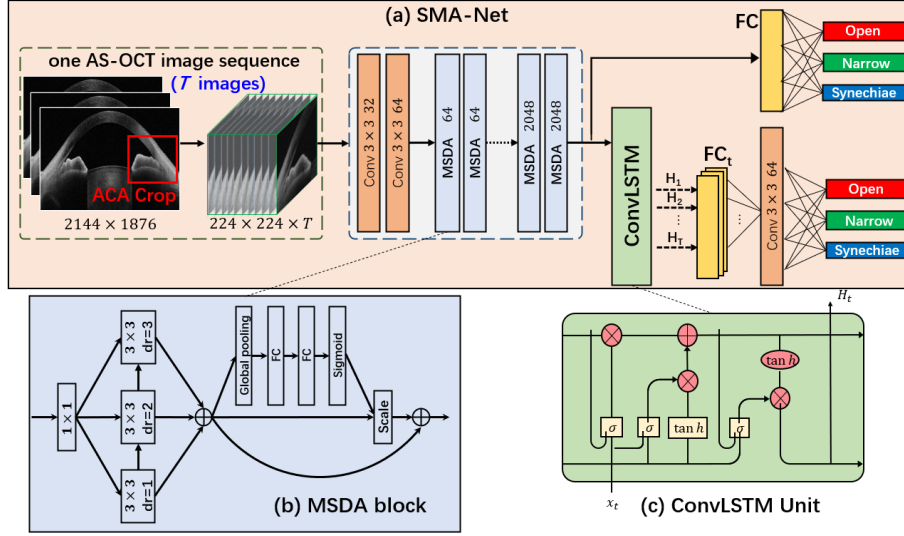 (a) SMA-Net
one AS-OCT image sequence
(T images)
ACA Crop
2144 × 1876
224 × 224 × T
Conv 3 × 3 32
Conv 3 × 3 64
MSDA 64
MSDA 64
MSDA 2048
MSDA 2048
FC
Open
Narrow
Synechiae
ConvLSTM
H₁
H₂
⋮
H_T
FCₜ
⋮
Conv 3 × 3 64
Open
Narrow
Synechiae
1 × 1
3 × 3
dr=3
3 × 3
dr=2
3 × 3
dr=1
Global pooling
FC
FC
Sigmoid
Scale
(b) MSDA block
Hₜ
tan h
σ
σ
tan h
σ
xₜ
(c) ConvLSTM Unit